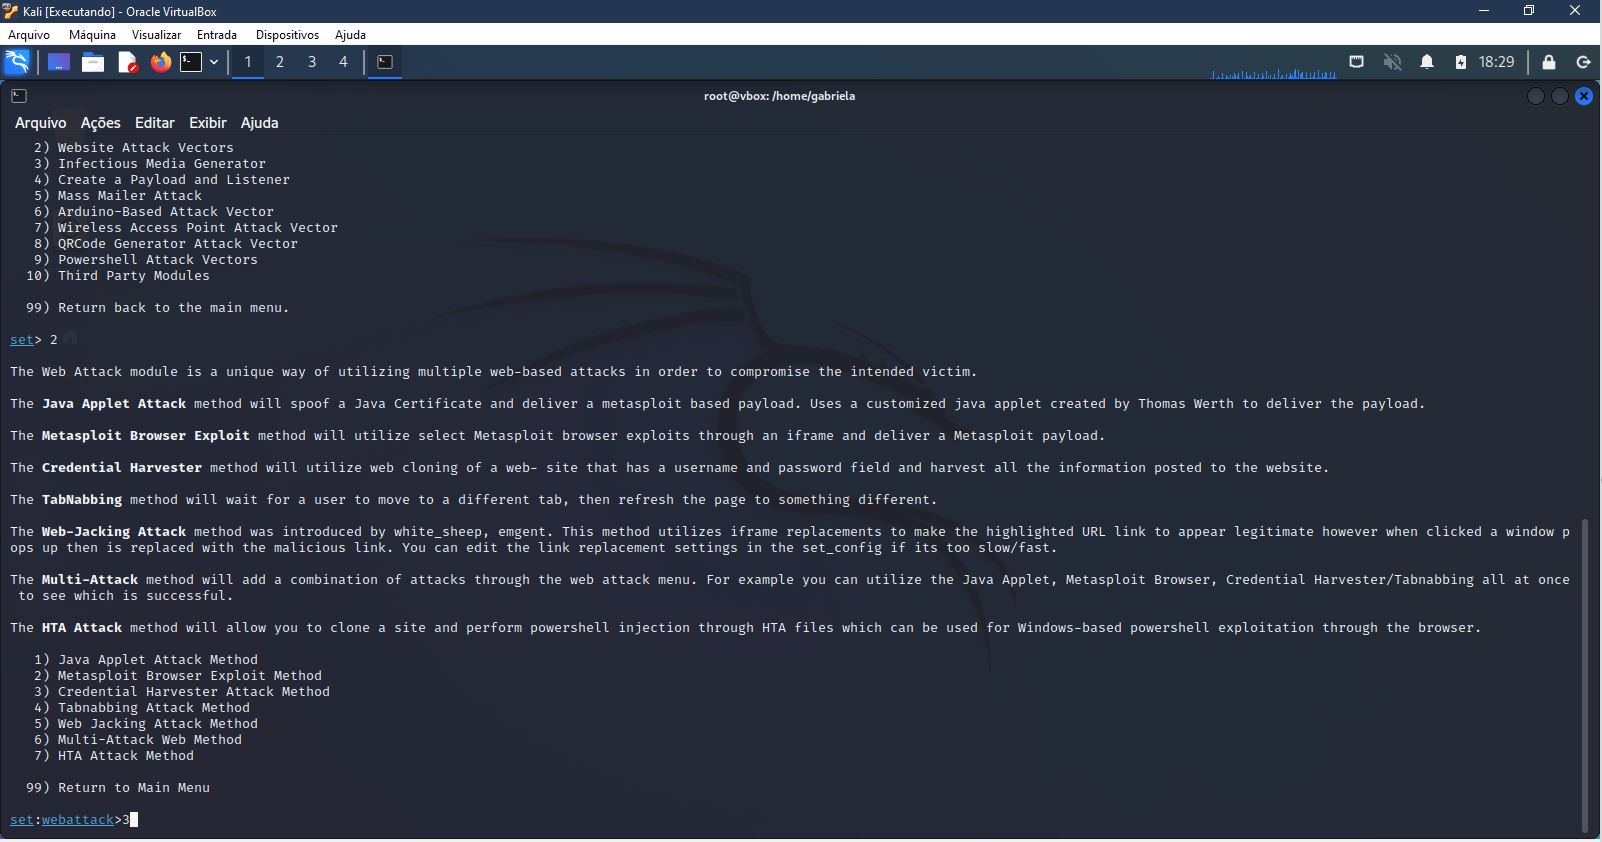 Kali [Executando] - Oracle VirtualBox
Arquivo Máquina Visualizar Entrada Dispositivos Ajuda
1 2 3 4 18:29
root@vbox: /home/gabriela
Arquivo Ações Editar Exibir Ajuda
2) Website Attack Vectors
3) Infectious Media Generator
4) Create a Payload and Listener
5) Mass Mailer Attack
6) Arduino-Based Attack Vector
7) Wireless Access Point Attack Vector
8) QRCode Generator Attack Vector
9) Powershell Attack Vectors
10) Third Party Modules
99) Return back to the main menu.
set> 2
The Web Attack module is a unique way of utilizing multiple web-based attacks in order to compromise the intended victim.
The Java Applet Attack method will spoof a Java Certificate and deliver a metasploit based payload. Uses a customized java applet created by Thomas Werth to deliver the payload.
The Metasploit Browser Exploit method will utilize select Metasploit browser exploits through an iframe and deliver a Metasploit payload.
The Credential Harvester method will utilize web cloning of a web- site that has a username and password field and harvest all the information posted to the website.
The TabNabbing method will wait for a user to move to a different tab, then refresh the page to something different.
The Web-Jacking Attack method was introduced by white_sheep, emgent. This method utilizes iframe replacements to make the highlighted URL link to appear legitimate however when clicked a window p
ops up then is replaced with the malicious link. You can edit the link replacement settings in the set_config if its too slow/fast.
The Multi-Attack method will add a combination of attacks through the web attack menu. For example you can utilize the Java Applet, Metasploit Browser, Credential Harvester/Tabnabbing all at once
to see which is successful.
The HTA Attack method will allow you to clone a site and perform powershell injection through HTA files which can be used for Windows-based powershell exploitation through the browser.
1) Java Applet Attack Method
2) Metasploit Browser Exploit Method
3) Credential Harvester Attack Method
4) Tabnabbing Attack Method
5) Web Jacking Attack Method
6) Multi-Attack Web Method
7) HTA Attack Method
99) Return to Main Menu
set:webattack>3